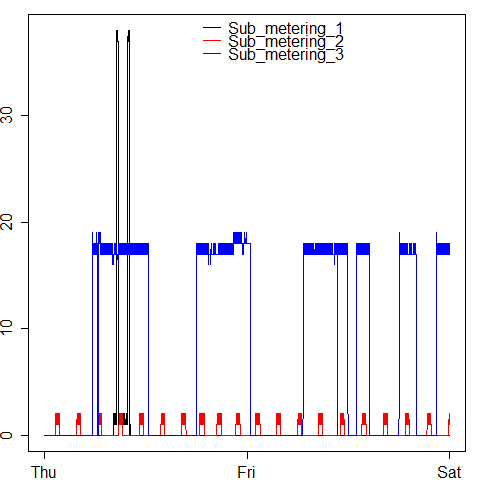 Sub_metering_1
Sub_metering_2
Sub_metering_3
30
20
10
0
Thu Fri Sat